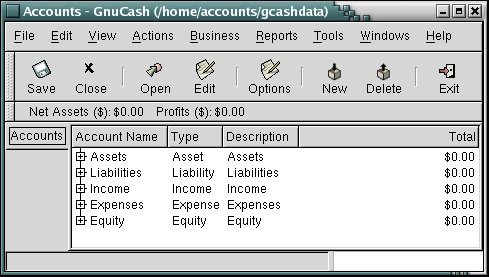 Accounts - GnuCash (/home/accounts/gcashdata)
File Edit View Actions Business Reports Tools Windows Help
Save Close Open Edit Options New Delete Exit
Net Assets ($): $0.00 Profits ($): $0.00
Accounts
Account Name Type Description Total
Assets Asset Assets $0.00
Liabilities Liability Liabilities $0.00
Income Income Income $0.00
Expenses Expense Expenses $0.00
Equity Equity Equity $0.00